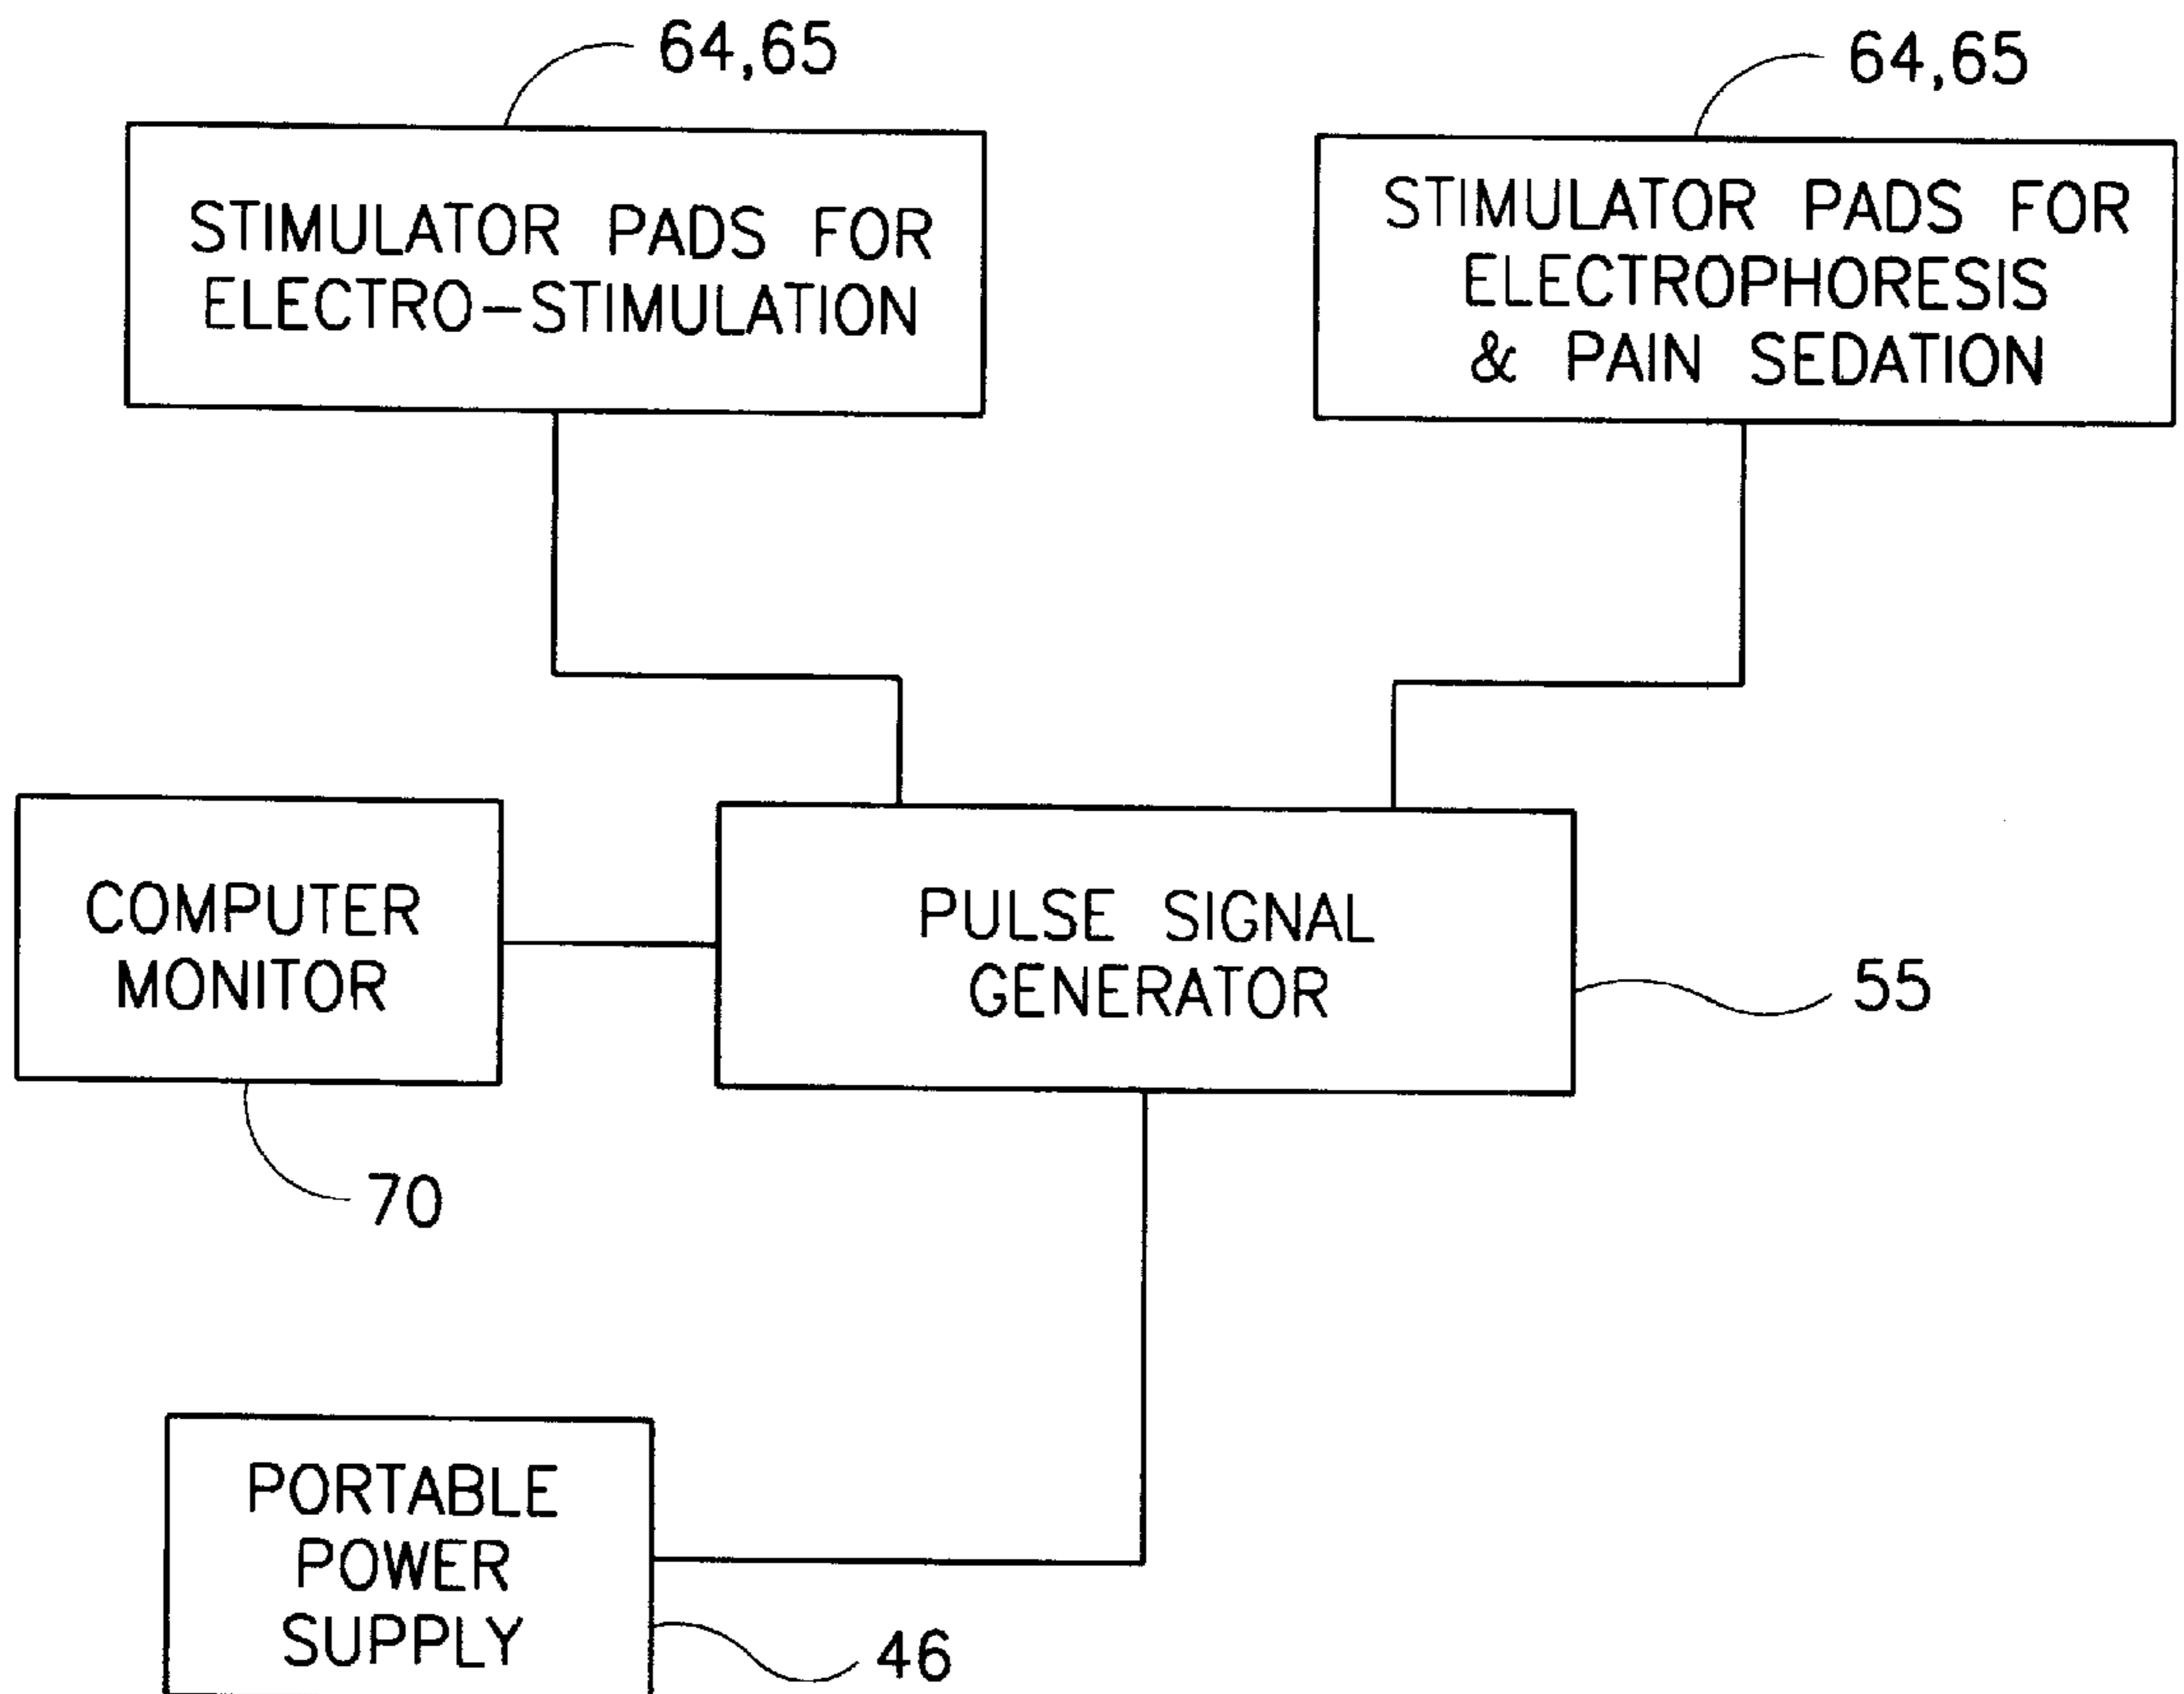 64,65
STIMULATOR PADS FOR
ELECTRO-STIMULATION
64,65
STIMULATOR PADS FOR
ELECTROPHORESIS
& PAIN SEDATION
COMPUTER
MONITOR
70
PULSE SIGNAL
GENERATOR
55
PORTABLE
POWER
SUPPLY
46